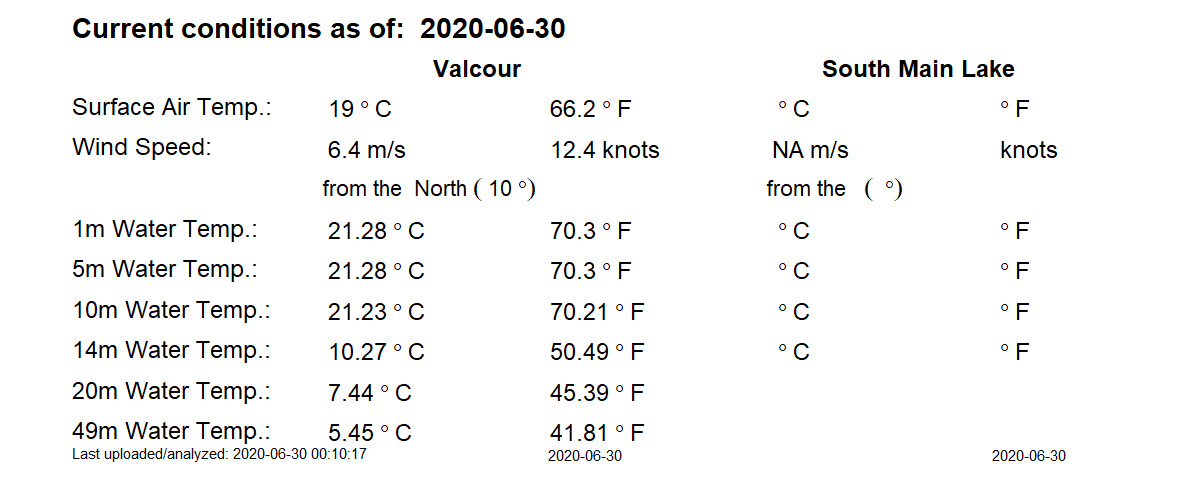 Current conditions as of: 2020-06-30
Valcour South Main Lake
Surface Air Temp.: 19 ° C 66.2 ° F ° C ° F
Wind Speed: 6.4 m/s 12.4 knots NA m/s knots
from the North ( 10 °) from the ( °)
1m Water Temp.: 21.28 ° C 70.3 ° F ° C ° F
5m Water Temp.: 21.28 ° C 70.3 ° F ° C ° F
10m Water Temp.: 21.23 ° C 70.21 ° F ° C ° F
14m Water Temp.: 10.27 ° C 50.49 ° F ° C ° F
20m Water Temp.: 7.44 ° C 45.39 ° F
49m Water Temp.: 5.45 ° C 41.81 ° F
Last uploaded/analyzed: 2020-06-30 00:10:17 2020-06-30 2020-06-30